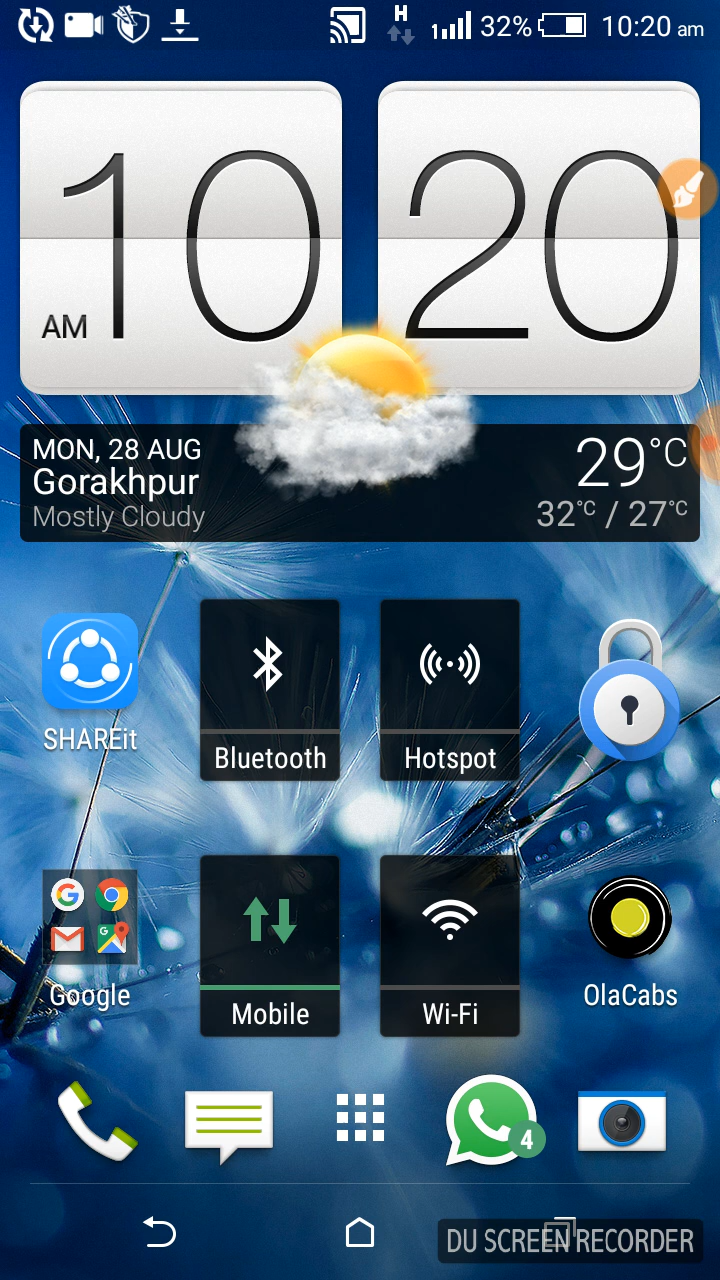 H
32%
10:20 am
10 20
AM
MON, 28 AUG
Gorakhpur
Mostly Cloudy
29°C
32°C / 27°C
SHAREit
Bluetooth
Hotspot
Google
Mobile
Wi-Fi
OlaCabs
4
DU SCREEN RECORDER